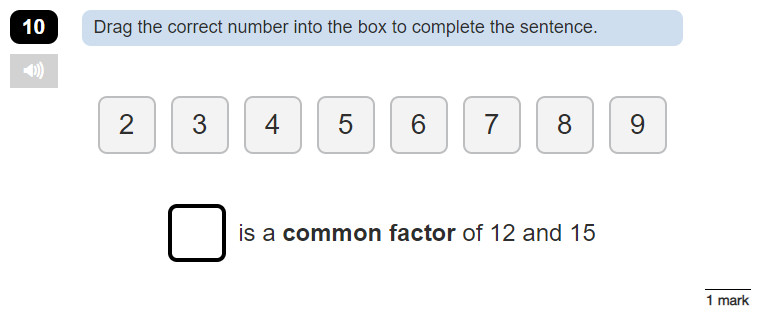 10
Drag the correct number into the box to complete the sentence.
2 3 4 5 6 7 8 9
is a common factor of 12 and 15
1 mark